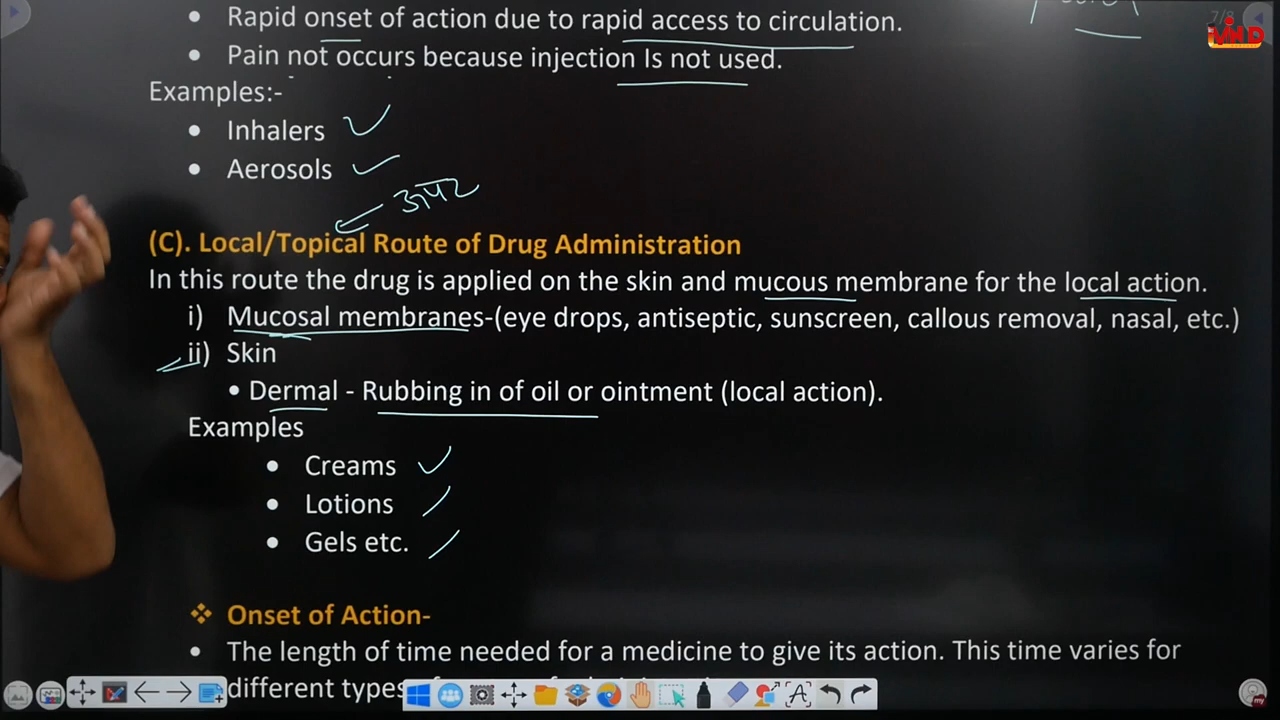 Rapid onset of action due to rapid access to circulation.
7/8
Pain not occurs because injection Is not used.
Examples:-
Inhalers
Aerosols
(C). Local/Topical Route of Drug Administration
In this route the drug is applied on the skin and mucous membrane for the local action.
i) Mucosal membranes-(eye drops, antiseptic, sunscreen, callous removal, nasal, etc.)
ii) Skin
• Dermal - Rubbing in of oil or ointment (local action).
Examples
Creams
Lotions
Gels etc.
Onset of Action-
The length of time needed for a medicine to give its action. This time varies for
different types